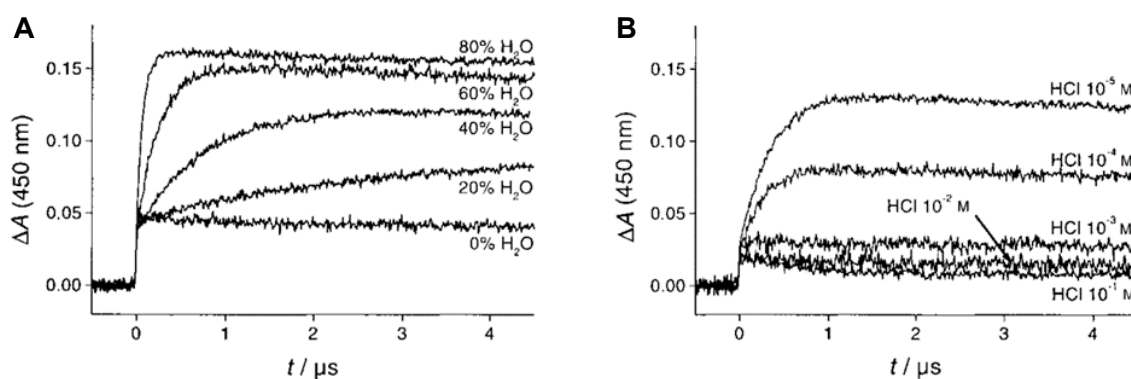 A
ΔA (450 nm)
0.15
0.10
0.05
0.00
80% H₂O
60% H₂O
40% H₂O
20% H₂O
0% H₂O
0 1 2 3 4
t / μs
B
ΔA (450 nm)
0.15
0.10
0.05
0.00
HCl 10⁻⁵ M
HCl 10⁻⁴ M
HCl 10⁻² M
HCl 10⁻³ M
HCl 10⁻¹ M
0 1 2 3 4
t / μs